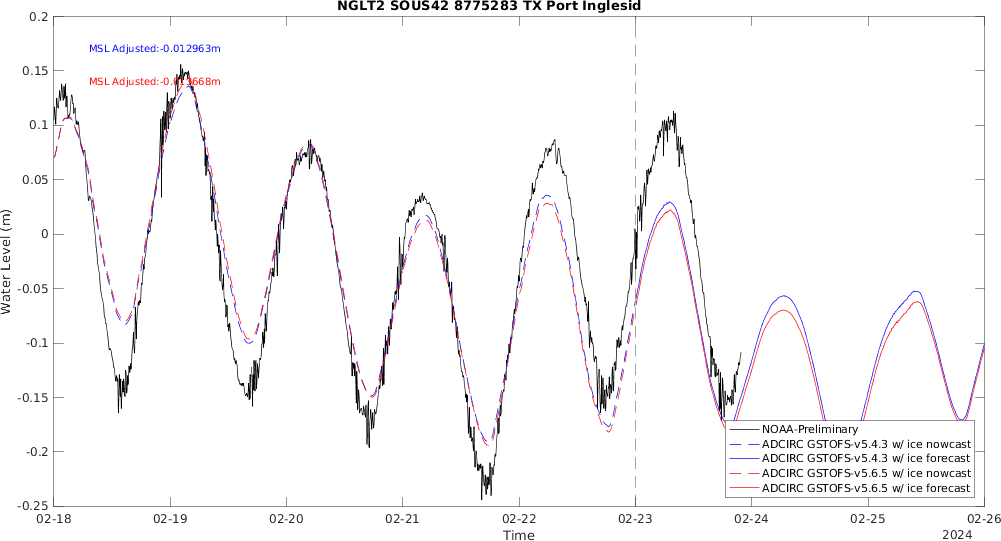 NGLT2 SOUS42 8775283 TX Port Inglesid
MSL Adjusted:-0.012963m
MSL Adjusted:-0.013668m
0.2
0.15
0.1
0.05
0
-0.05
-0.1
-0.15
-0.2
-0.25
Water Level (m)
02-18
02-19
02-20
02-21
02-22
02-23
02-24
02-25
02-26
Time
2024
NOAA-Preliminary
ADCIRC GSTOFS-v5.4.3 w/ ice nowcast
ADCIRC GSTOFS-v5.4.3 w/ ice forecast
ADCIRC GSTOFS-v5.6.5 w/ ice nowcast
ADCIRC GSTOFS-v5.6.5 w/ ice forecast